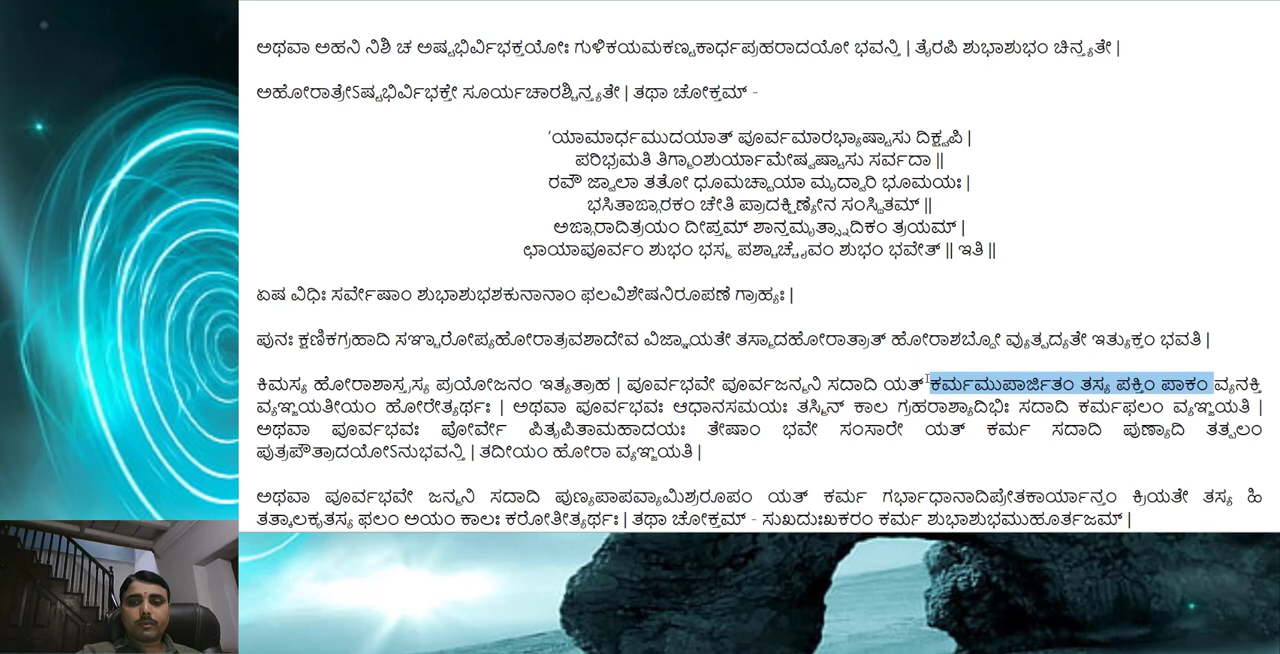 ಅಥವಾ ಅಹನಿ ನಿಶಿ ಚ ಅಷ್ಟಭಿರ್ವಿಭಕ್ತಯೋಃ ಗುಳಿಕಯಮಕಣ್ಟಕಾರ್ಧಪ್ರಹರಾದಯೋ ಭವನ್ತಿ | ತೈರಪಿ ಶುಭಾಶುಭಂ ಚಿನ್ತ್ಯತೇ |
ಅಹೋರಾತ್ರೇऽಷ್ಟಭಿರ್ವಿಭಕ್ತೇ ಸೂರ್ಯಚಾರಶ್ಚಿನ್ತ್ಯತೇ | ತಥಾ ಚೋಕ್ತಮ್ -
'ಯಾಮಾರ್ಧಮುದಯಾತ್ ಪೂರ್ವಮಾರಭ್ಯಾಷ್ಟಾಸು ದಿಕ್ಷ್ವಪಿ |
ಪರಿಭ್ರಮತಿ ತಿಗ್ಮಾಂಶುರ್ಯಾಮೇಷ್ವಷ್ಟಾಸು ಸರ್ವದಾ ||
ರವೌ ಜ್ವಾಲಾ ತತೋ ಧೂಮಚ್ಛಾಯಾ ಮೃದ್ವಾರಿ ಭೂಮಯಃ |
ಭಸಿತಾಙ್ಗಾರಕಂ ಚೇತಿ ಪ್ರಾದಕ್ಷಿಣ್ಯೇನ ಸಂಸ್ಥಿತಮ್ ||
ಅಙ್ಗಾರಾದಿತ್ರಯಂ ದೀಪ್ತಮ್ ಶಾನ್ತಮೃತ್ಸ್ನಾದಿಕಂ ತ್ರಯಮ್ |
ಛಾಯಾಪೂರ್ವಂ ಶುಭಂ ಭಸ್ಮ ಪಶ್ಚಾಚ್ಚೈವಂ ಶುಭಂ ಭವೇತ್ || ಇತಿ ||
ಏಷ ವಿಧಿಃ ಸರ್ವೇಷಾಂ ಶುಭಾಶುಭಶಕುನಾನಾಂ ಫಲವಿಶೇಷನಿರೂಪಣೆ ಗ್ರಾಹ್ಯಃ |
ಪುನಃ ಕ್ಷಣಿಕಗ್ರಹಾದಿ ಸಞ್ಚಾರೋಪ್ಯಹೋರಾತ್ರವಶಾದೇವ ವಿಜ್ಞಾಯತೇ ತಸ್ಮಾದಹೋರಾತ್ರಾತ್ ಹೋರಾಶಬ್ದೋ ವ್ಯುತ್ಪದ್ಯತೇ ಇತ್ಯುಕ್ತಂ ಭವತಿ |
ಕಿಮಸ್ಯ ಹೋರಾಶಾಸ್ತ್ರಸ್ಯ ಪ್ರಯೋಜನಂ ಇತ್ಯತ್ರಾಹ | ಪೂರ್ವಭವೇ ಪೂರ್ವಜನ್ಮನಿ ಸದಾದಿ ಯತ್ ಕರ್ಮಮುಪಾರ್ಜಿತಂ ತಸ್ಯ ಪಕ್ತಿಂ ಪಾಕಂ ವ್ಯನಕ್ತಿ
ವ್ಯಞ್ಜಯತೀಯಂ ಹೋರೇತ್ಯರ್ಥಃ | ಅಥವಾ ಪೂರ್ವಭವಃ ಆಧಾನಸಮಯಃ ತಸ್ಮಿನ್ ಕಾಲ ಗ್ರಹರಾಶ್ಯಾದಿಭಿಃ ಸದಾದಿ ಕರ್ಮಫಲಂ ವ್ಯಞ್ಜಯತಿ |
ಅಥವಾ ಪೂರ್ವಭವಃ ಪೋರ್ವೇ ಪಿತೃಪಿತಾಮಹಾದಯಃ ತೇಷಾಂ ಭವೇ ಸಂಸಾರೇ ಯತ್ ಕರ್ಮ ಸದಾದಿ ಪುಣ್ಯಾದಿ ತತ್ಫಲಂ
ಪುತ್ರಪೌತ್ರಾದಯೋऽನುಭವನ್ತಿ | ತದೀಯಂ ಹೋರಾ ವ್ಯಞ್ಜಯತಿ |
ಅಥವಾ ಪೂರ್ವಭವೇ ಜನ್ಮನಿ ಸದಾದಿ ಪುಣ್ಯಪಾಪವ್ಯಾಮಿಶ್ರರೂಪಂ ಯತ್ ಕರ್ಮ ಗರ್ಭಾಧಾನಾದಿಪ್ರೇತಕಾರ್ಯಾನ್ತಂ ಕ್ರಿಯತೇ ತಸ್ಯ ಹಿ
ತತ್ಕಾಲಕೃತಸ್ಯ ಫಲಂ ಅಯಂ ಕಾಲಃ ಕರೋತೀತ್ಯರ್ಥಃ | ತಥಾ ಚೋಕ್ತಮ್ - ಸುಖದುಃಖಕರಂ ಕರ್ಮ ಶುಭಾಶುಭಮುಹೂರ್ತಜಮ್ |